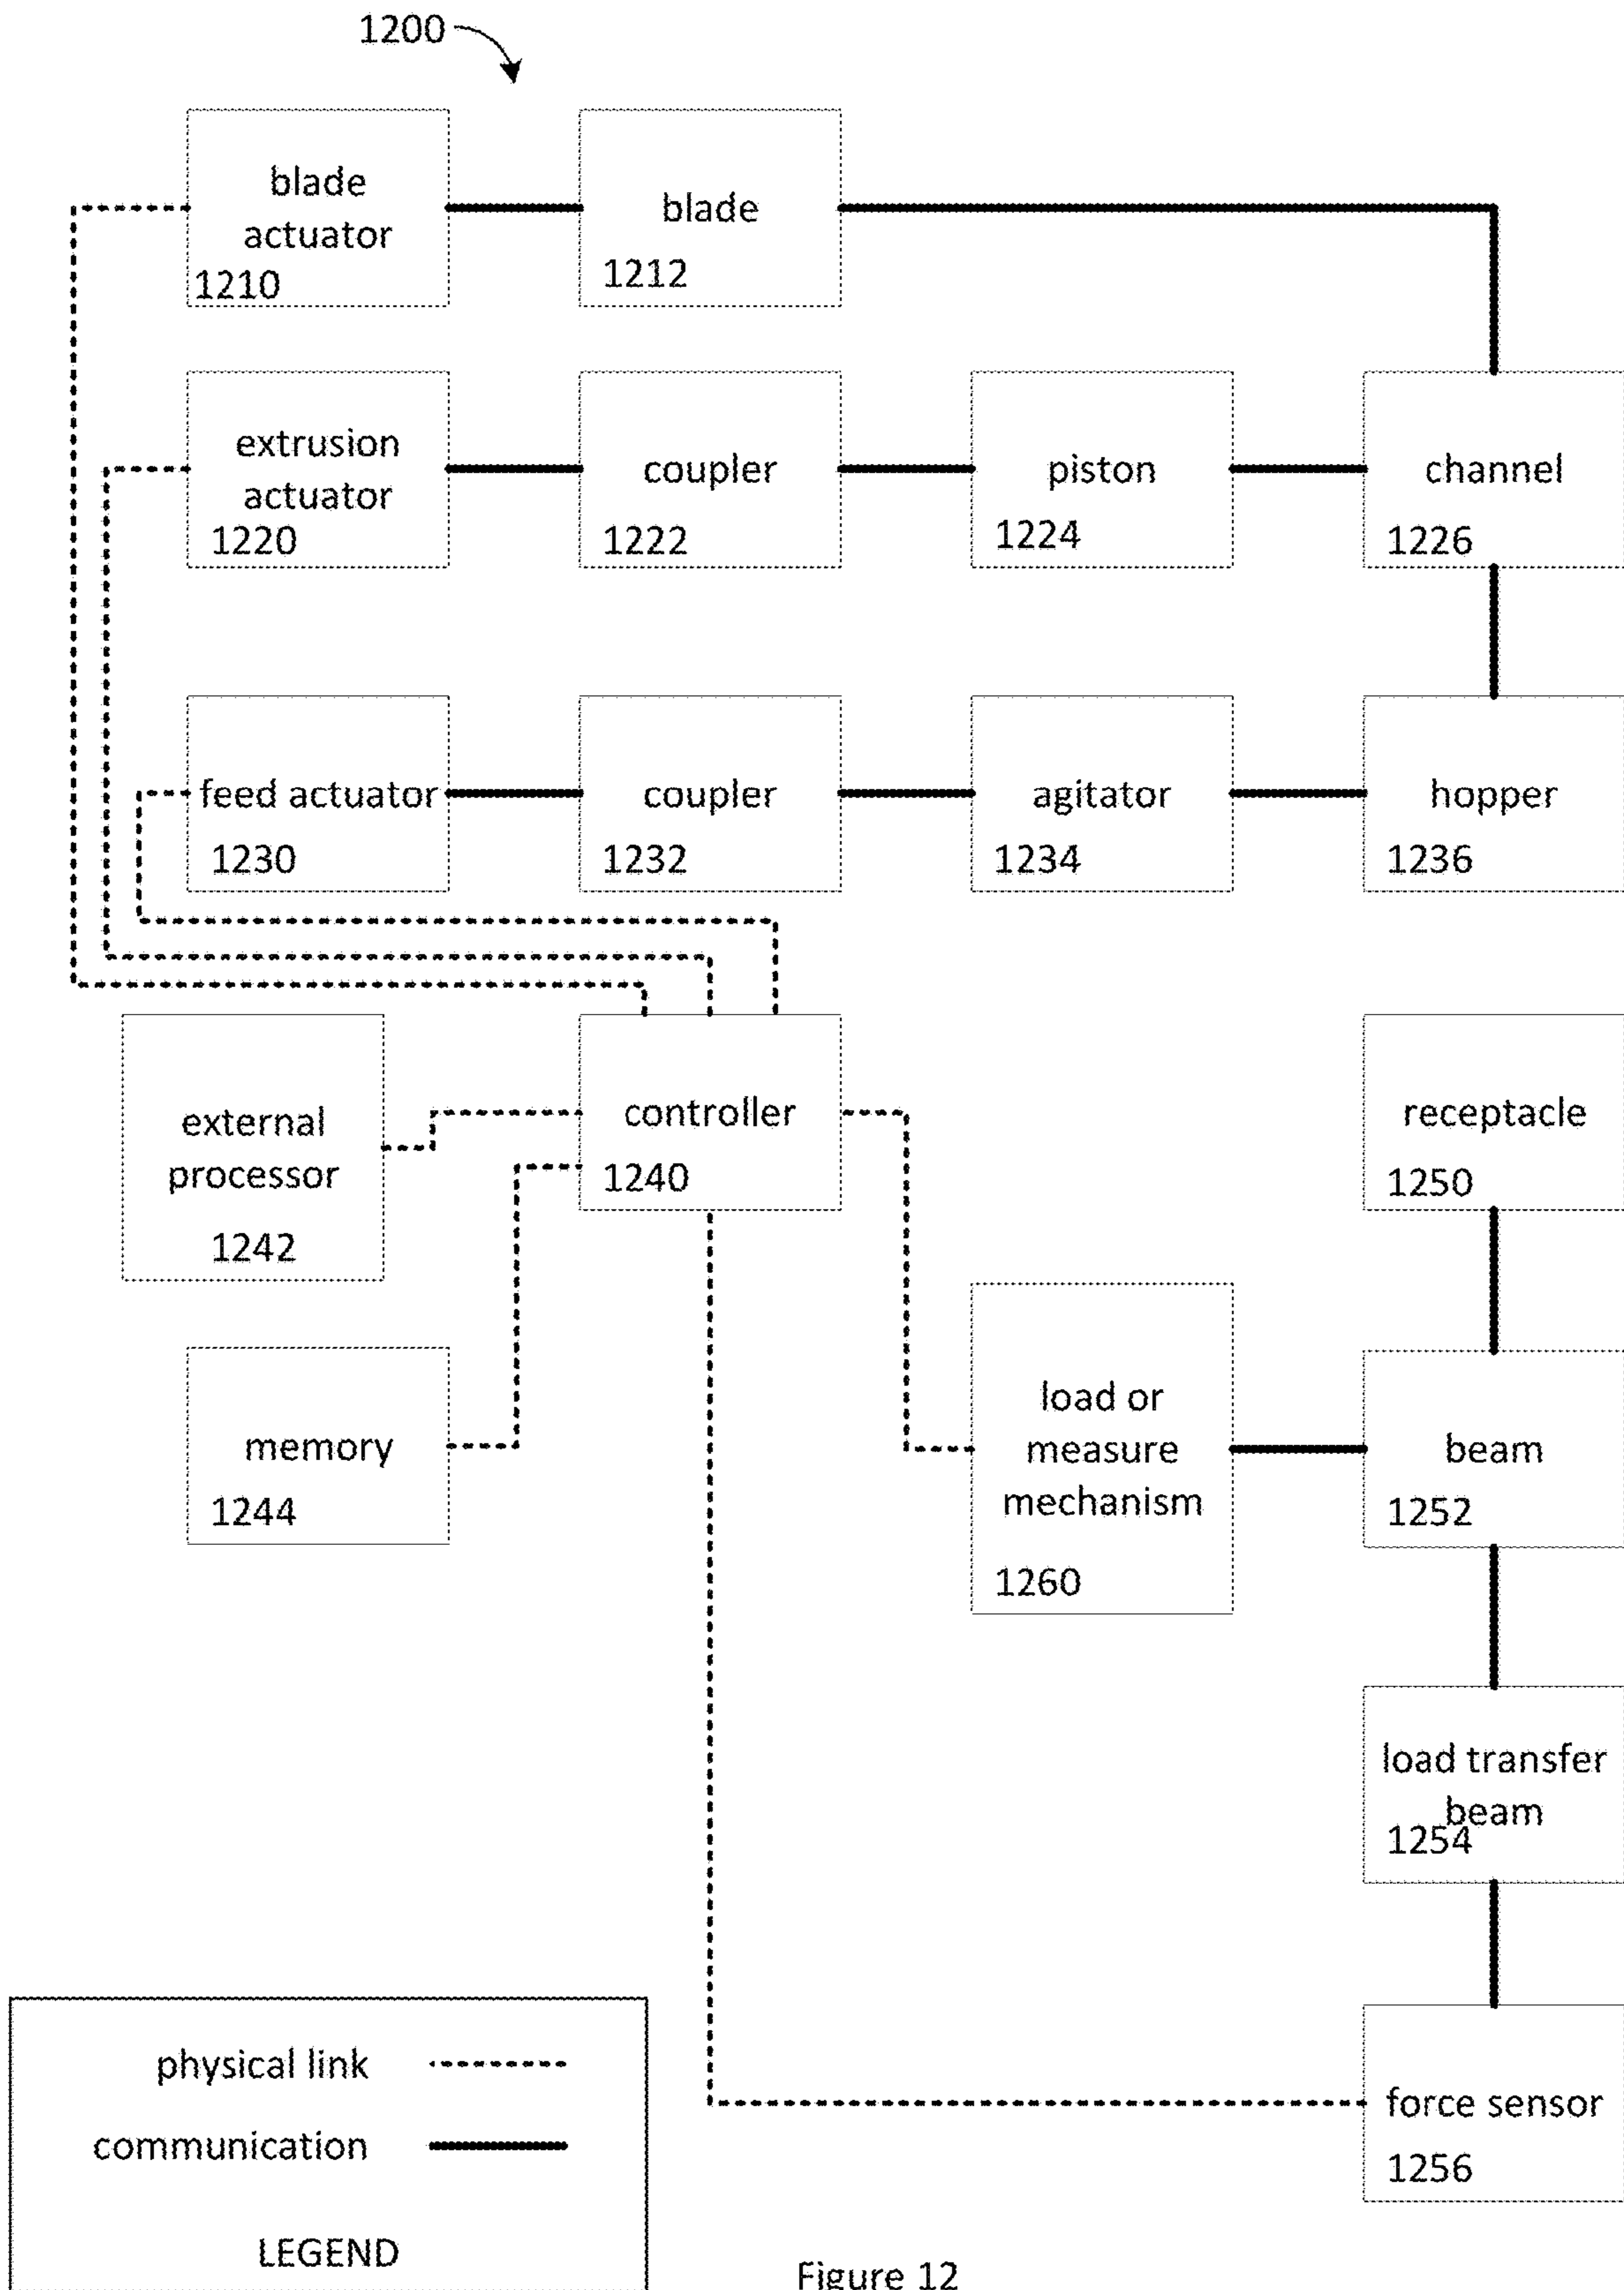 1200
blade
actuator
1210
blade
1212
extrusion
actuator
1220
coupler
1222
piston
1224
channel
1226
feed actuator
1230
coupler
1232
agitator
1234
hopper
1236
external
processor
1242
controller
1240
receptacle
1250
memory
1244
load or
measure
mechanism
1260
beam
1252
load transfer
beam
1254
force sensor
1256
physical link
communication
LEGEND
Figure 12